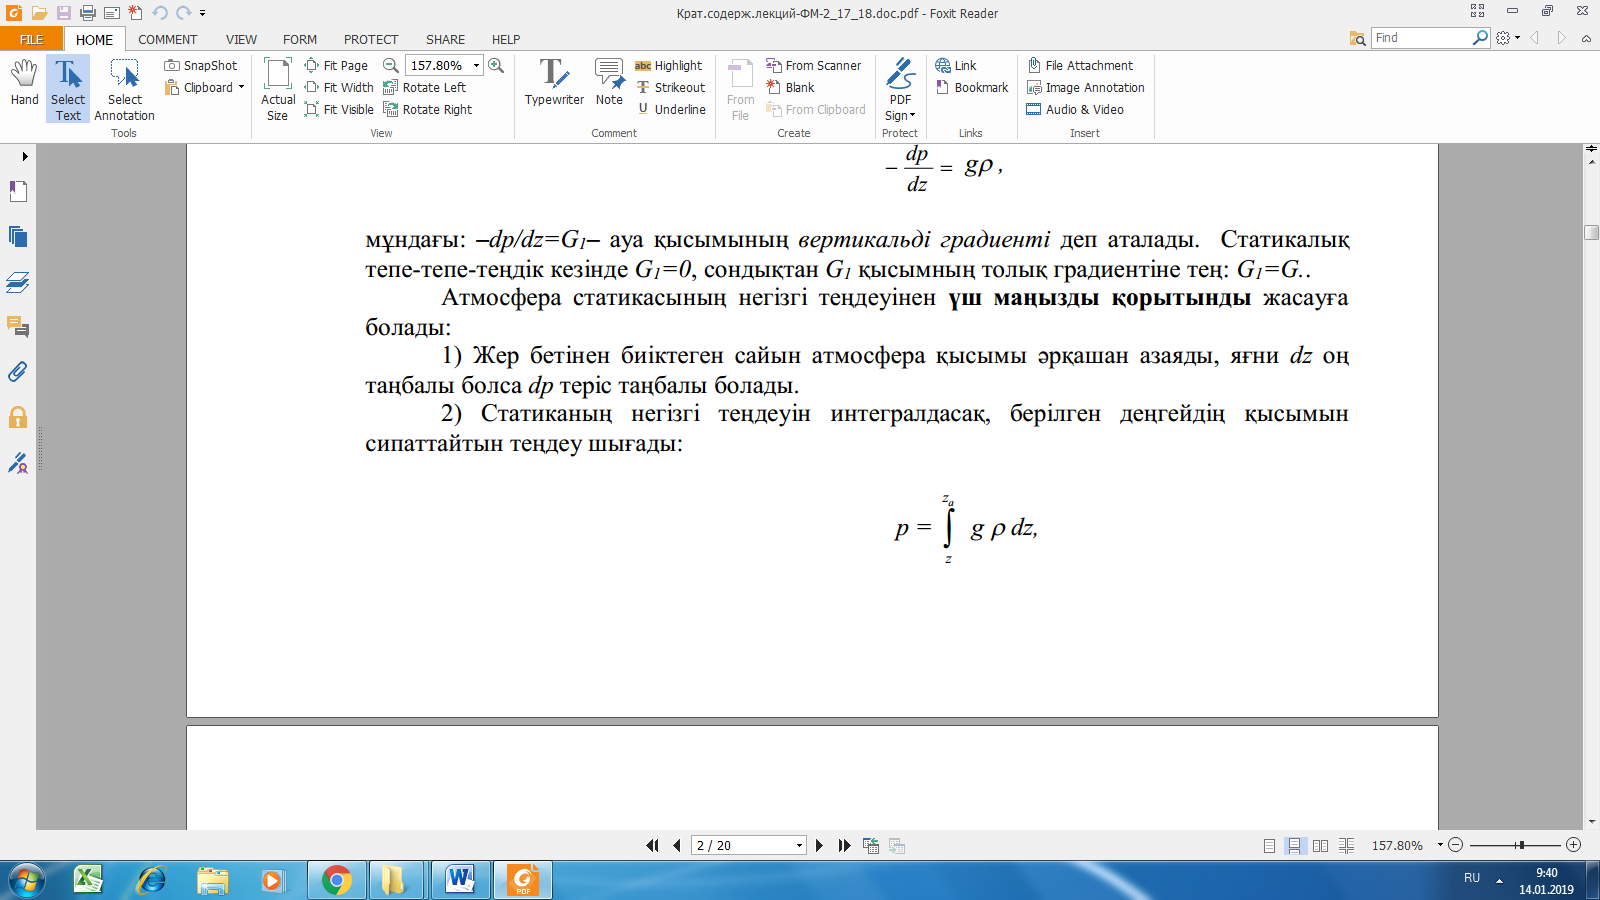 Крат.содерж.лекций-ФМ-2_17_18.doc.pdf - Foxit Reader
FILE HOME COMMENT VIEW FORM PROTECT SHARE HELP Find
SnapShot Fit Page 157.80% abc Highlight From Scanner Link File Attachment
Clipboard Fit Width Rotate Left Strikeout Blank Bookmark Image Annotation
Hand Select Text Select Annotation Actual Size Fit Visible Rotate Right Typewriter Note U Underline From File From Clipboard PDF Sign Audio & Video
Tools View Comment Create Protect Links Insert
– dp/dz = gρ,
мұндағы: –dp/dz=G1– ауа қысымының вертикальді градиенті деп аталады. Статикалық
тепе-тепе-теңдік кезінде G1=0, сондықтан G1 қысымның толық градиентіне тең: G1=G..
Атмосфера статикасының негізгі теңдеуінен үш маңызды қорытынды жасауға
болады:
1) Жер бетінен биіктеген сайын атмосфера қысымы әрқашан азаяды, яғни dz оң
таңбалы болса dp теріс таңбалы болады.
2) Статиканың негізгі теңдеуін интегралдасақ, берілген деңгейдің қысымын
сипаттайтын теңдеу шығады:
za
p = ∫ g ρ dz,
z
2 / 20 157.80%
RU 9:40
14.01.2019
PDF